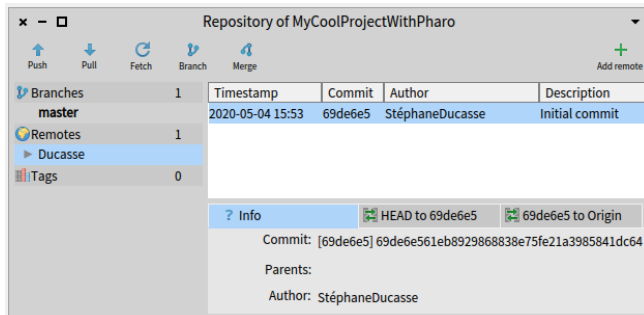 Repository of MyCoolProjectWithPharo
Push Pull Fetch Branch Merge Add remote
Branches 1
master
Remotes 1
Ducasse
Tags 0
Timestamp Commit Author Description
2020-05-04 15:53 69de6e5 StéphaneDucasse Initial commit
? Info HEAD to 69de6e5 69de6e5 to Origin
Commit: [69de6e5] 69de6e561eb8929868838e75fe21a3985841dc64
Parents:
Author: StéphaneDucasse